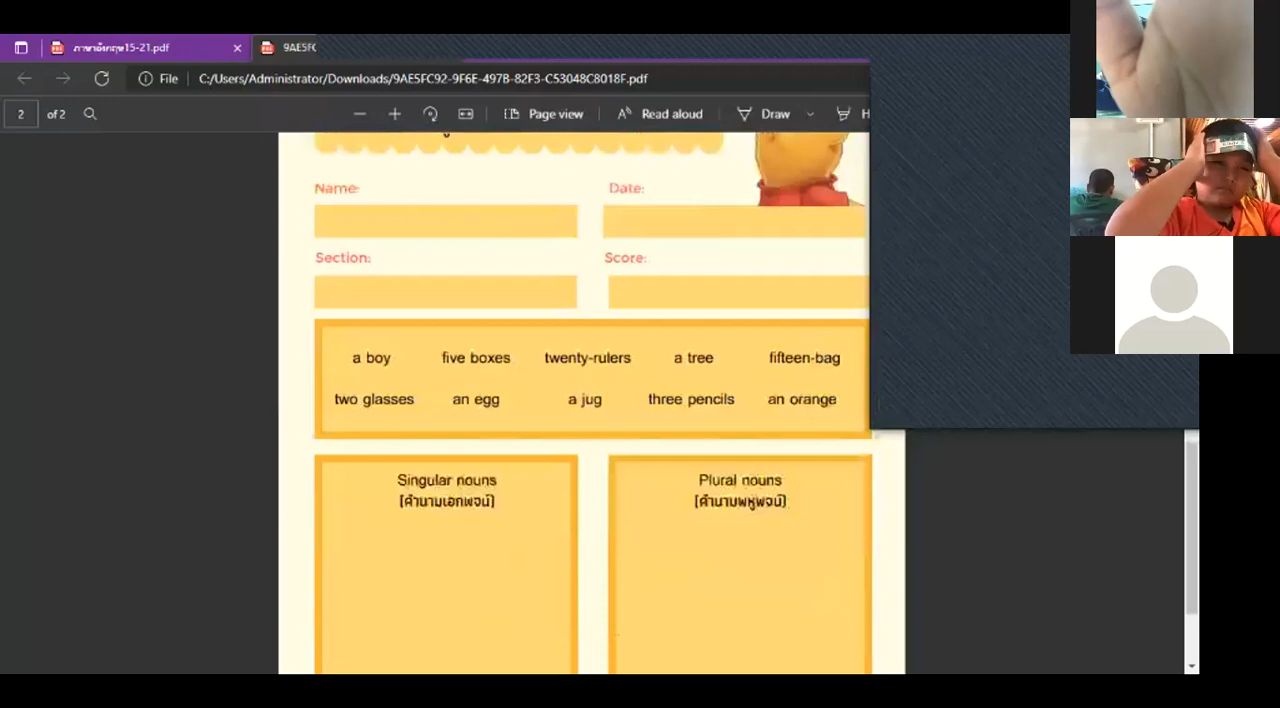 ภาษาอังกฤษ15-21.pdf
9AE5FC
File
C:/Users/Administrator/Downloads/9AE5FC92-9F6E-497B-82F3-C53048C8018F.pdf
2 of 2 Page view Read aloud Draw H
Name: Date:
Section: Score:
a boy five boxes twenty-rulers a tree fifteen-bag
two glasses an egg a jug three pencils an orange
Singular nouns
(คำนามเอกพจน์)
Plural nouns
(คำนามพหูพจน์)